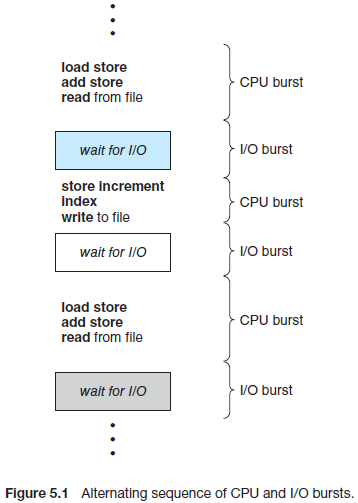 load store
add store
read from file
CPU burst
wait for I/O
I/O burst
store increment
index
write to file
CPU burst
wait for I/O
I/O burst
load store
add store
read from file
CPU burst
wait for I/O
I/O burst
Figure 5.1 Alternating sequence of CPU and I/O bursts.